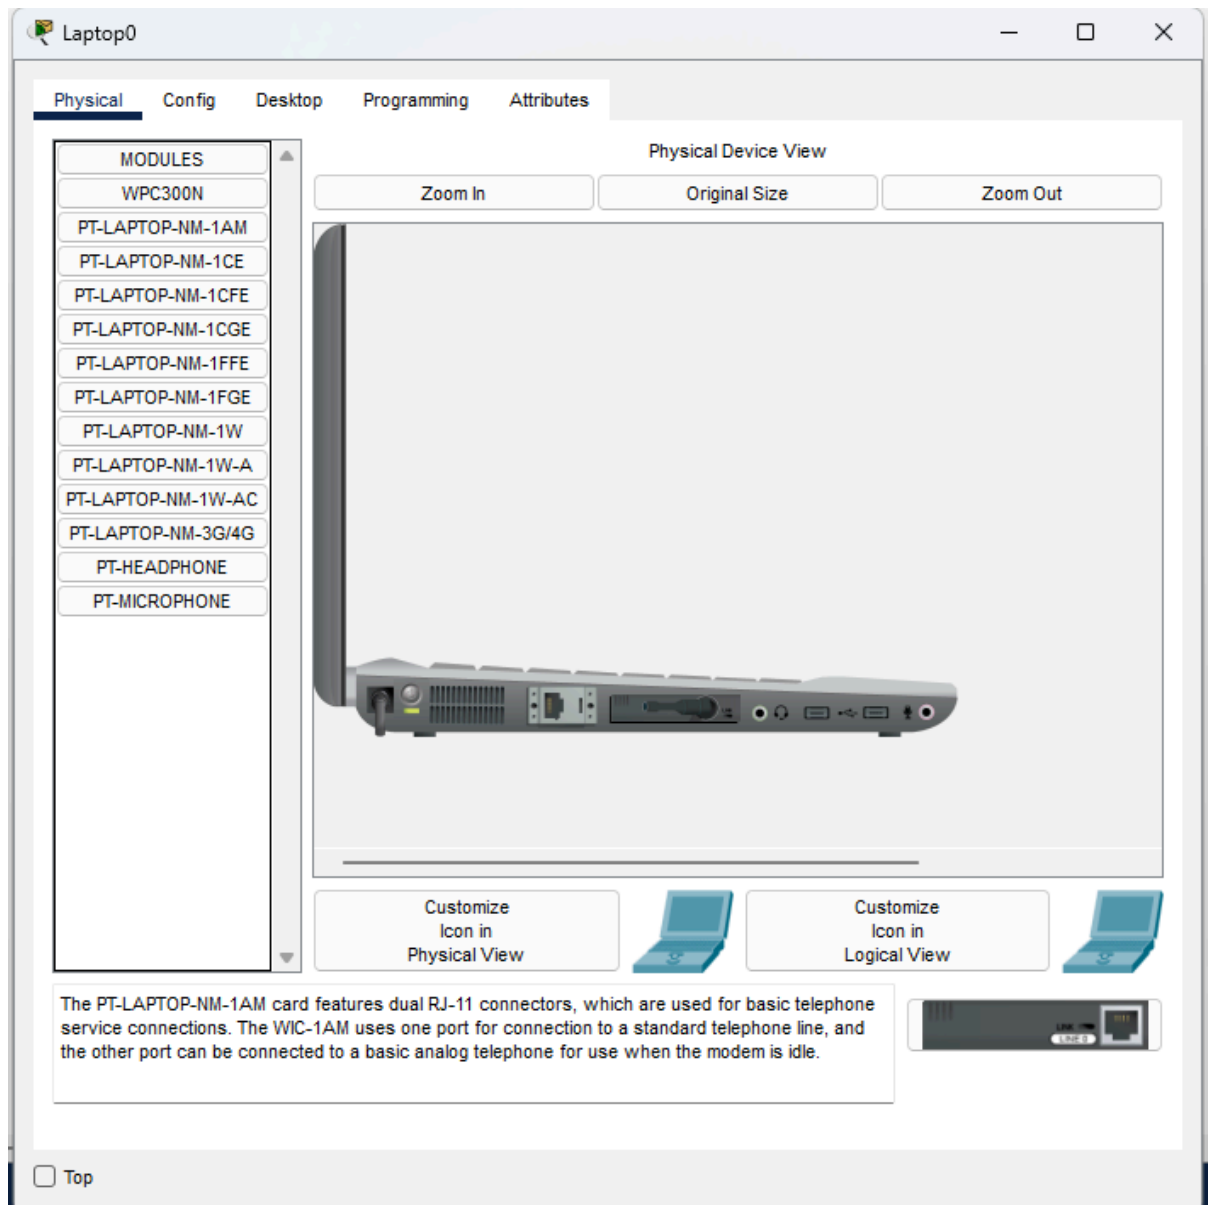 Laptop0
Physical
Config
Desktop
Programming
Attributes
MODULES
WPC300N
PT-LAPTOP-NM-1AM
PT-LAPTOP-NM-1CE
PT-LAPTOP-NM-1CFE
PT-LAPTOP-NM-1CGE
PT-LAPTOP-NM-1FFE
PT-LAPTOP-NM-1FGE
PT-LAPTOP-NM-1W
PT-LAPTOP-NM-1W-A
PT-LAPTOP-NM-1W-AC
PT-LAPTOP-NM-3G/4G
PT-HEADPHONE
PT-MICROPHONE
Physical Device View
Zoom In
Original Size
Zoom Out
Customize
Icon in
Physical View
Customize
Icon in
Logical View
The PT-LAPTOP-NM-1AM card features dual RJ-11 connectors, which are used for basic telephone
service connections. The WIC-1AM uses one port for connection to a standard telephone line, and
the other port can be connected to a basic analog telephone for use when the modem is idle.
LINK
LINE 0
Top